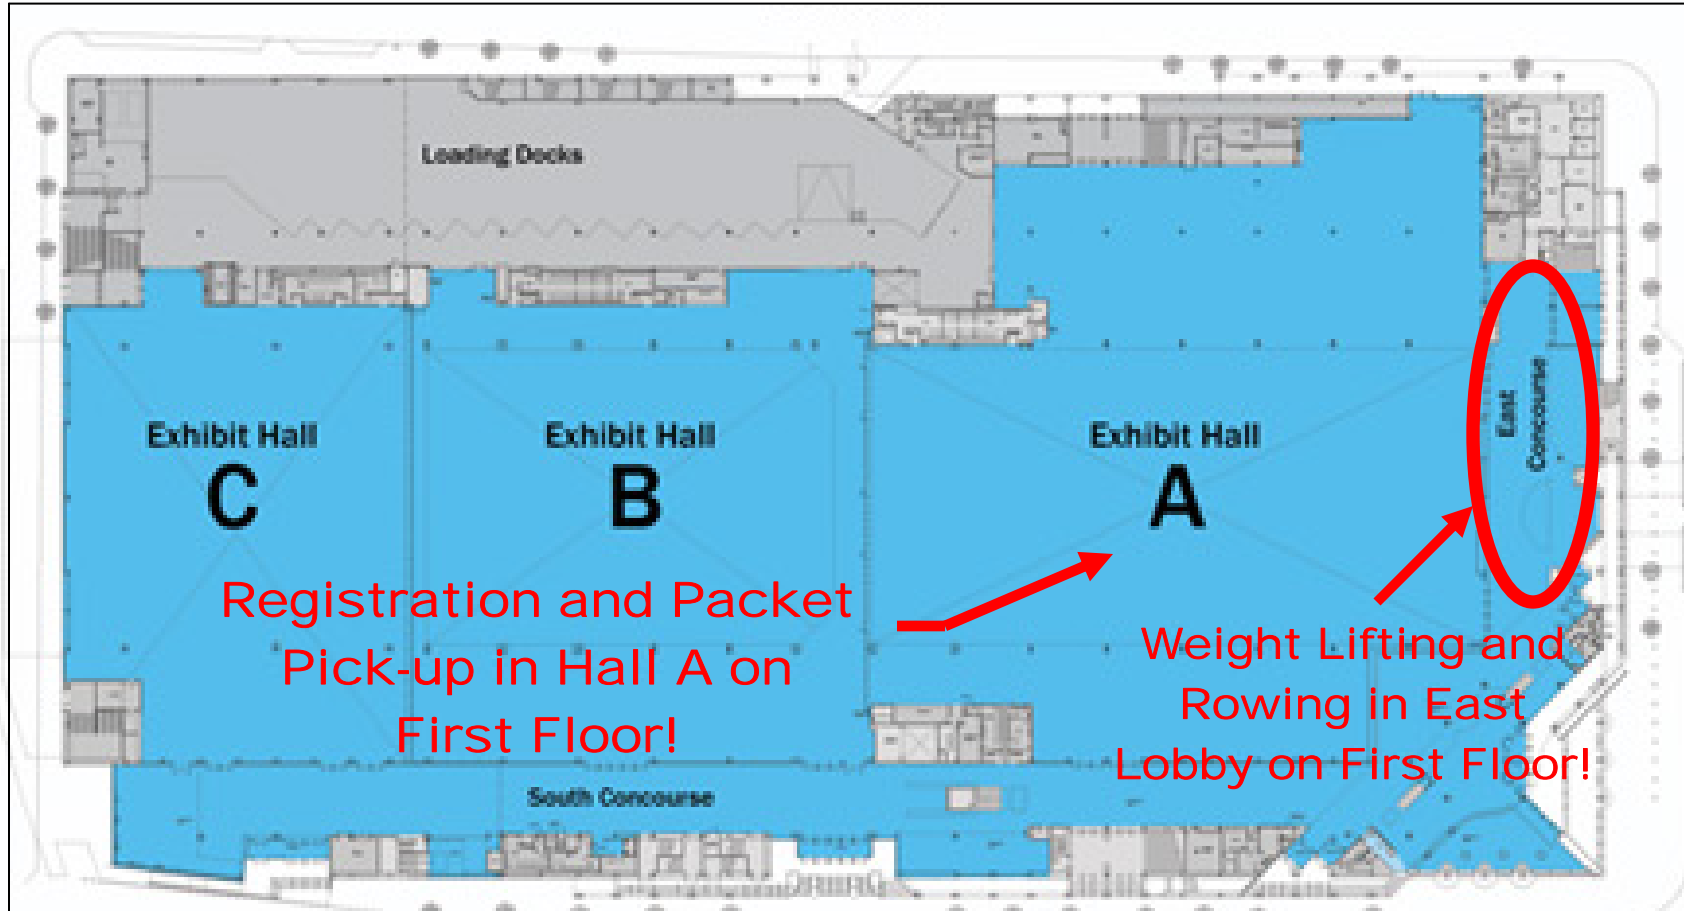 Loading Docks
Exhibit Hall
C
Exhibit Hall
B
Exhibit Hall
A
East
Concourse
Registration and Packet
Pick-up in Hall A on
First Floor!
Weight Lifting and
Rowing in East
Lobby on First Floor!
South Concourse